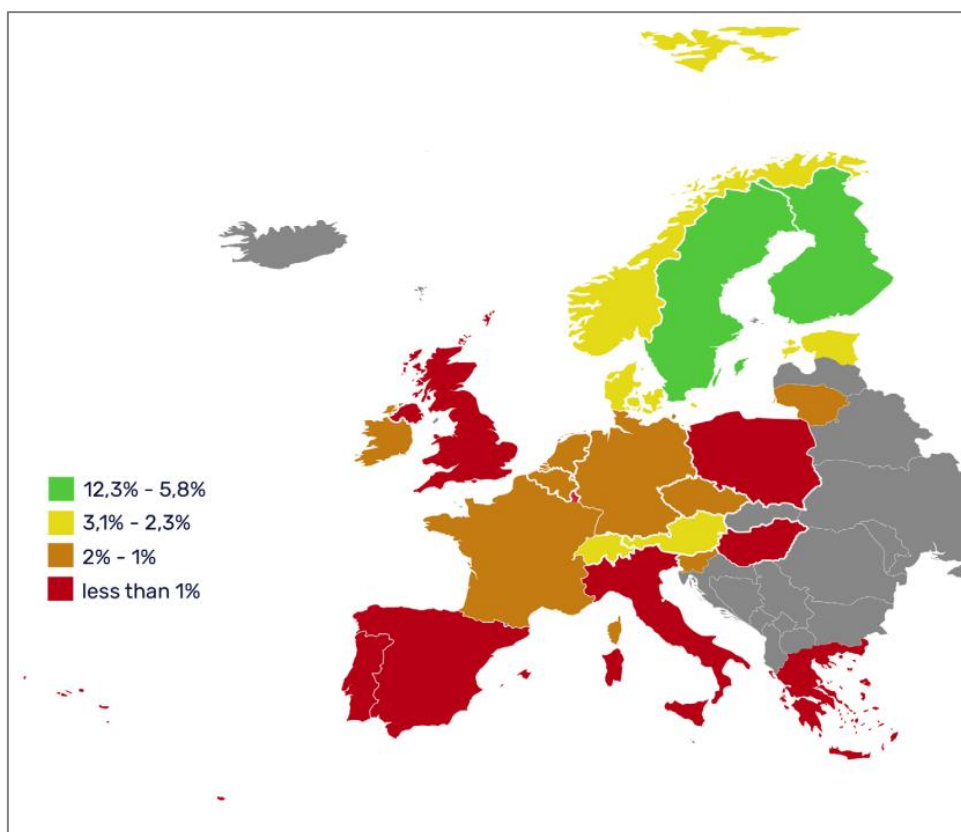 12,3% - 5,8%
3,1% - 2,3%
2% - 1%
less than 1%